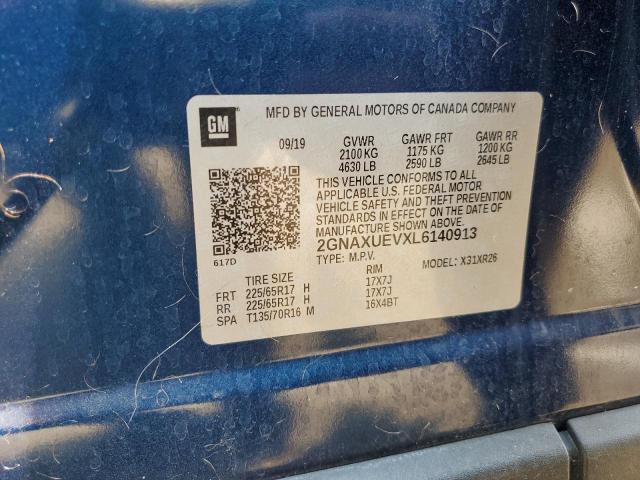 GM
MFD BY GENERAL MOTORS OF CANADA COMPANY
09/19 GVWR GAWR FRT GAWR RR
2100 KG 1175 KG 1200 KG
4630 LB 2590 LB 2645 LB
THIS VEHICLE CONFORMS TO ALL
APPLICABLE U.S. FEDERAL MOTOR
VEHICLE SAFETY AND THEFT PREVENTION
STANDARDS IN EFFECT ON THE DATE OF
MANUFACTURE SHOWN ABOVE.
2GNAXUEVXL6140913
617D
TYPE: M.P.V. MODEL: X31XR26
TIRE SIZE RIM
FRT 225/65R17 H 17X7J
RR 225/65R17 H 17X7J
SPA T135/70R16 M 16X4BT